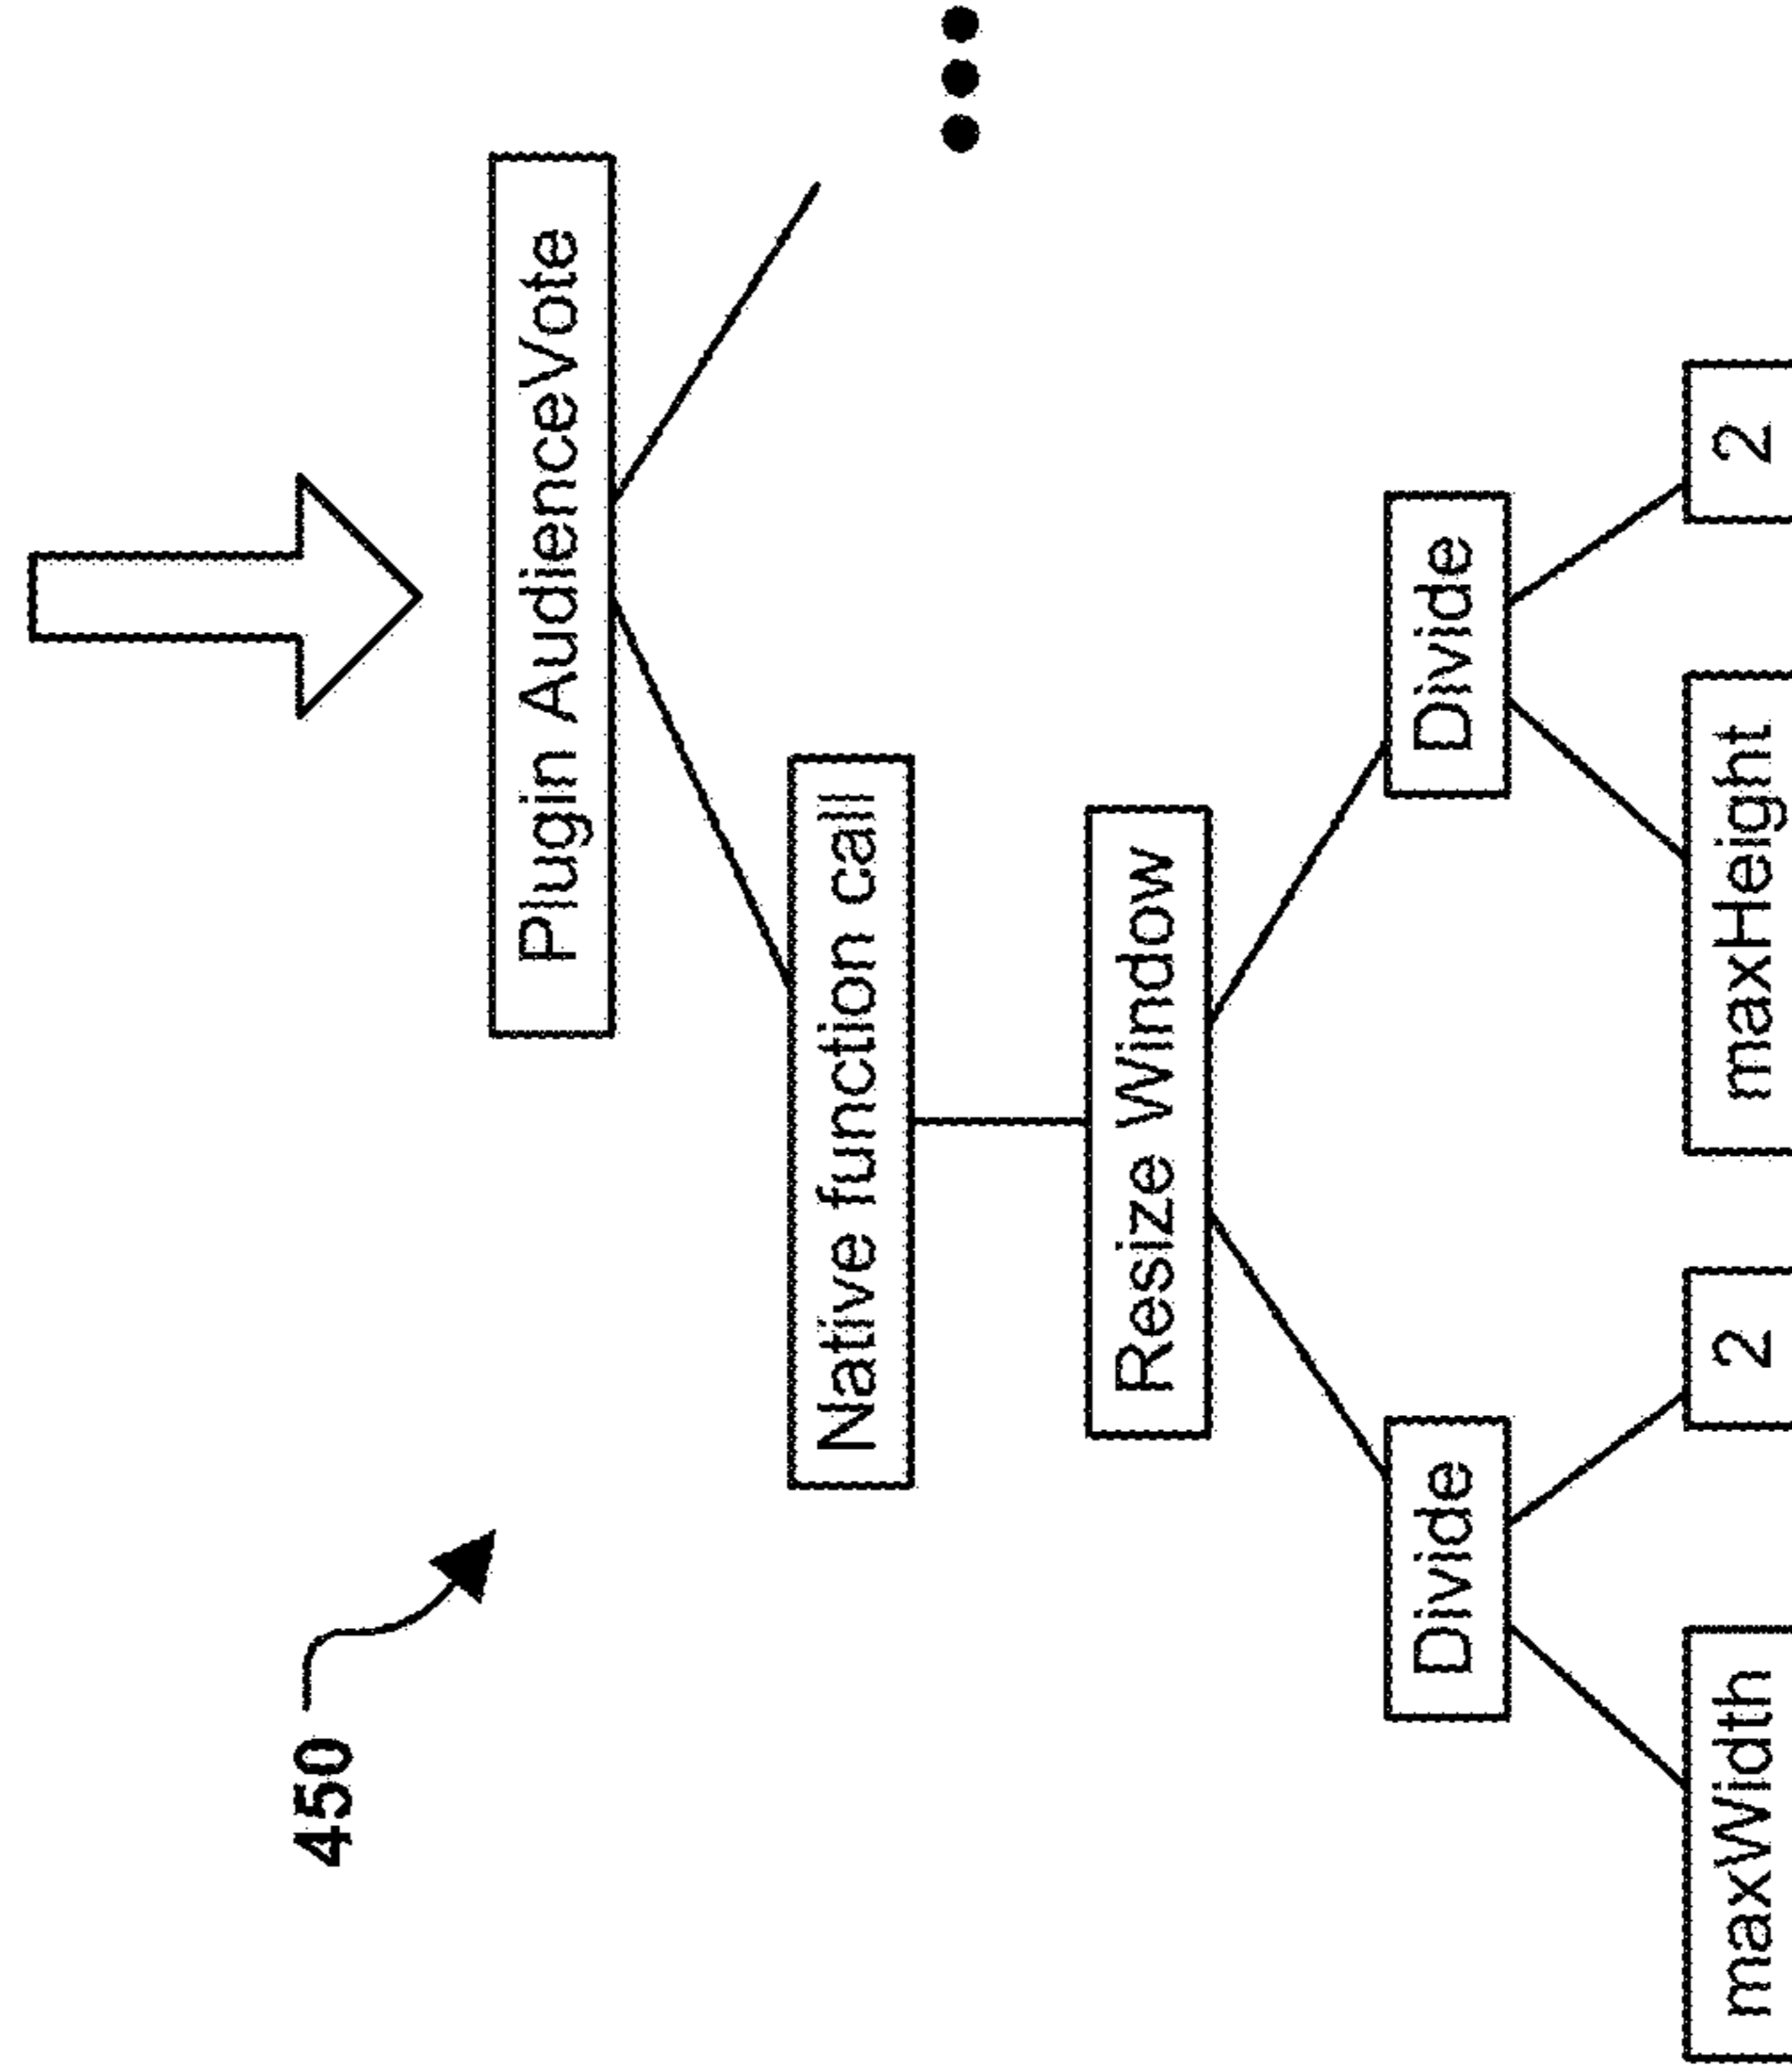 450
Plugin AudienceVote
Native function call
Resize Window
Divide
Divide
maxWidth
2
maxHeight
2